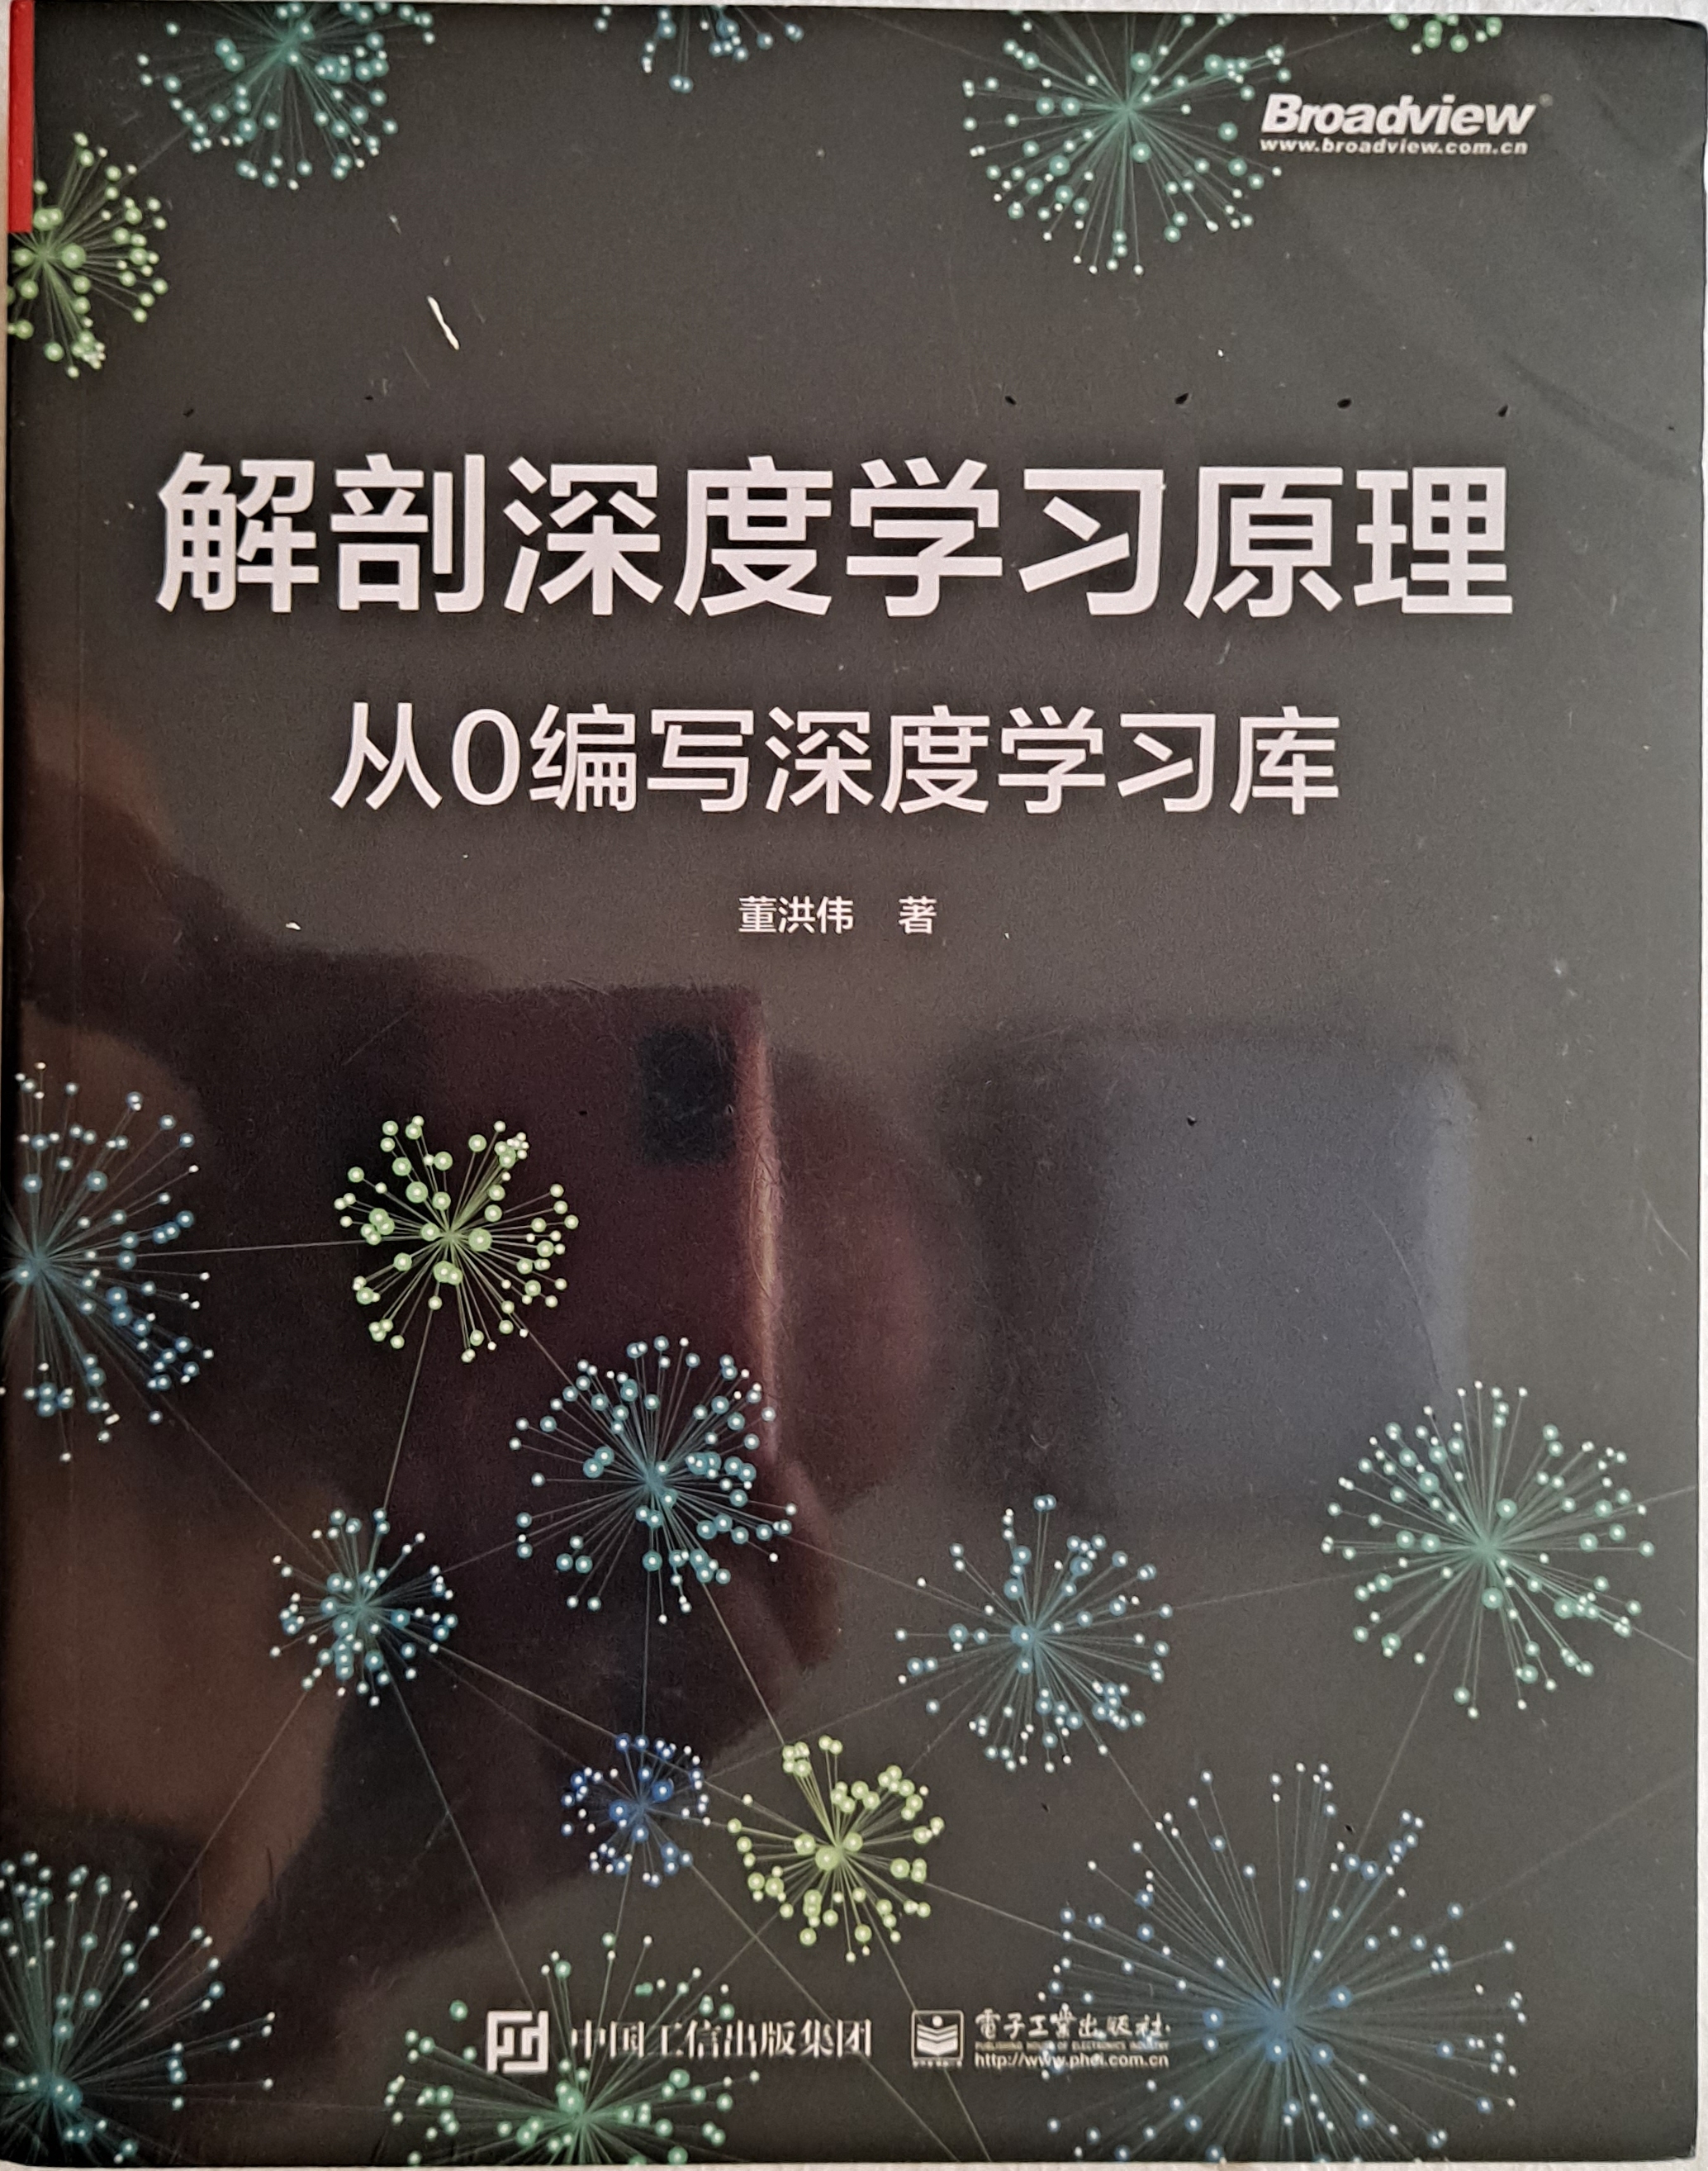 Broadview
www.broadview.com.cn
解剖深度学习原理
从0编写深度学习库
董洪伟 著
中国工信出版集团
电子工业出版社
PUBLISHING HOUSE OF ELECTRONICS INDUSTRY
http://www.phei.com.cn